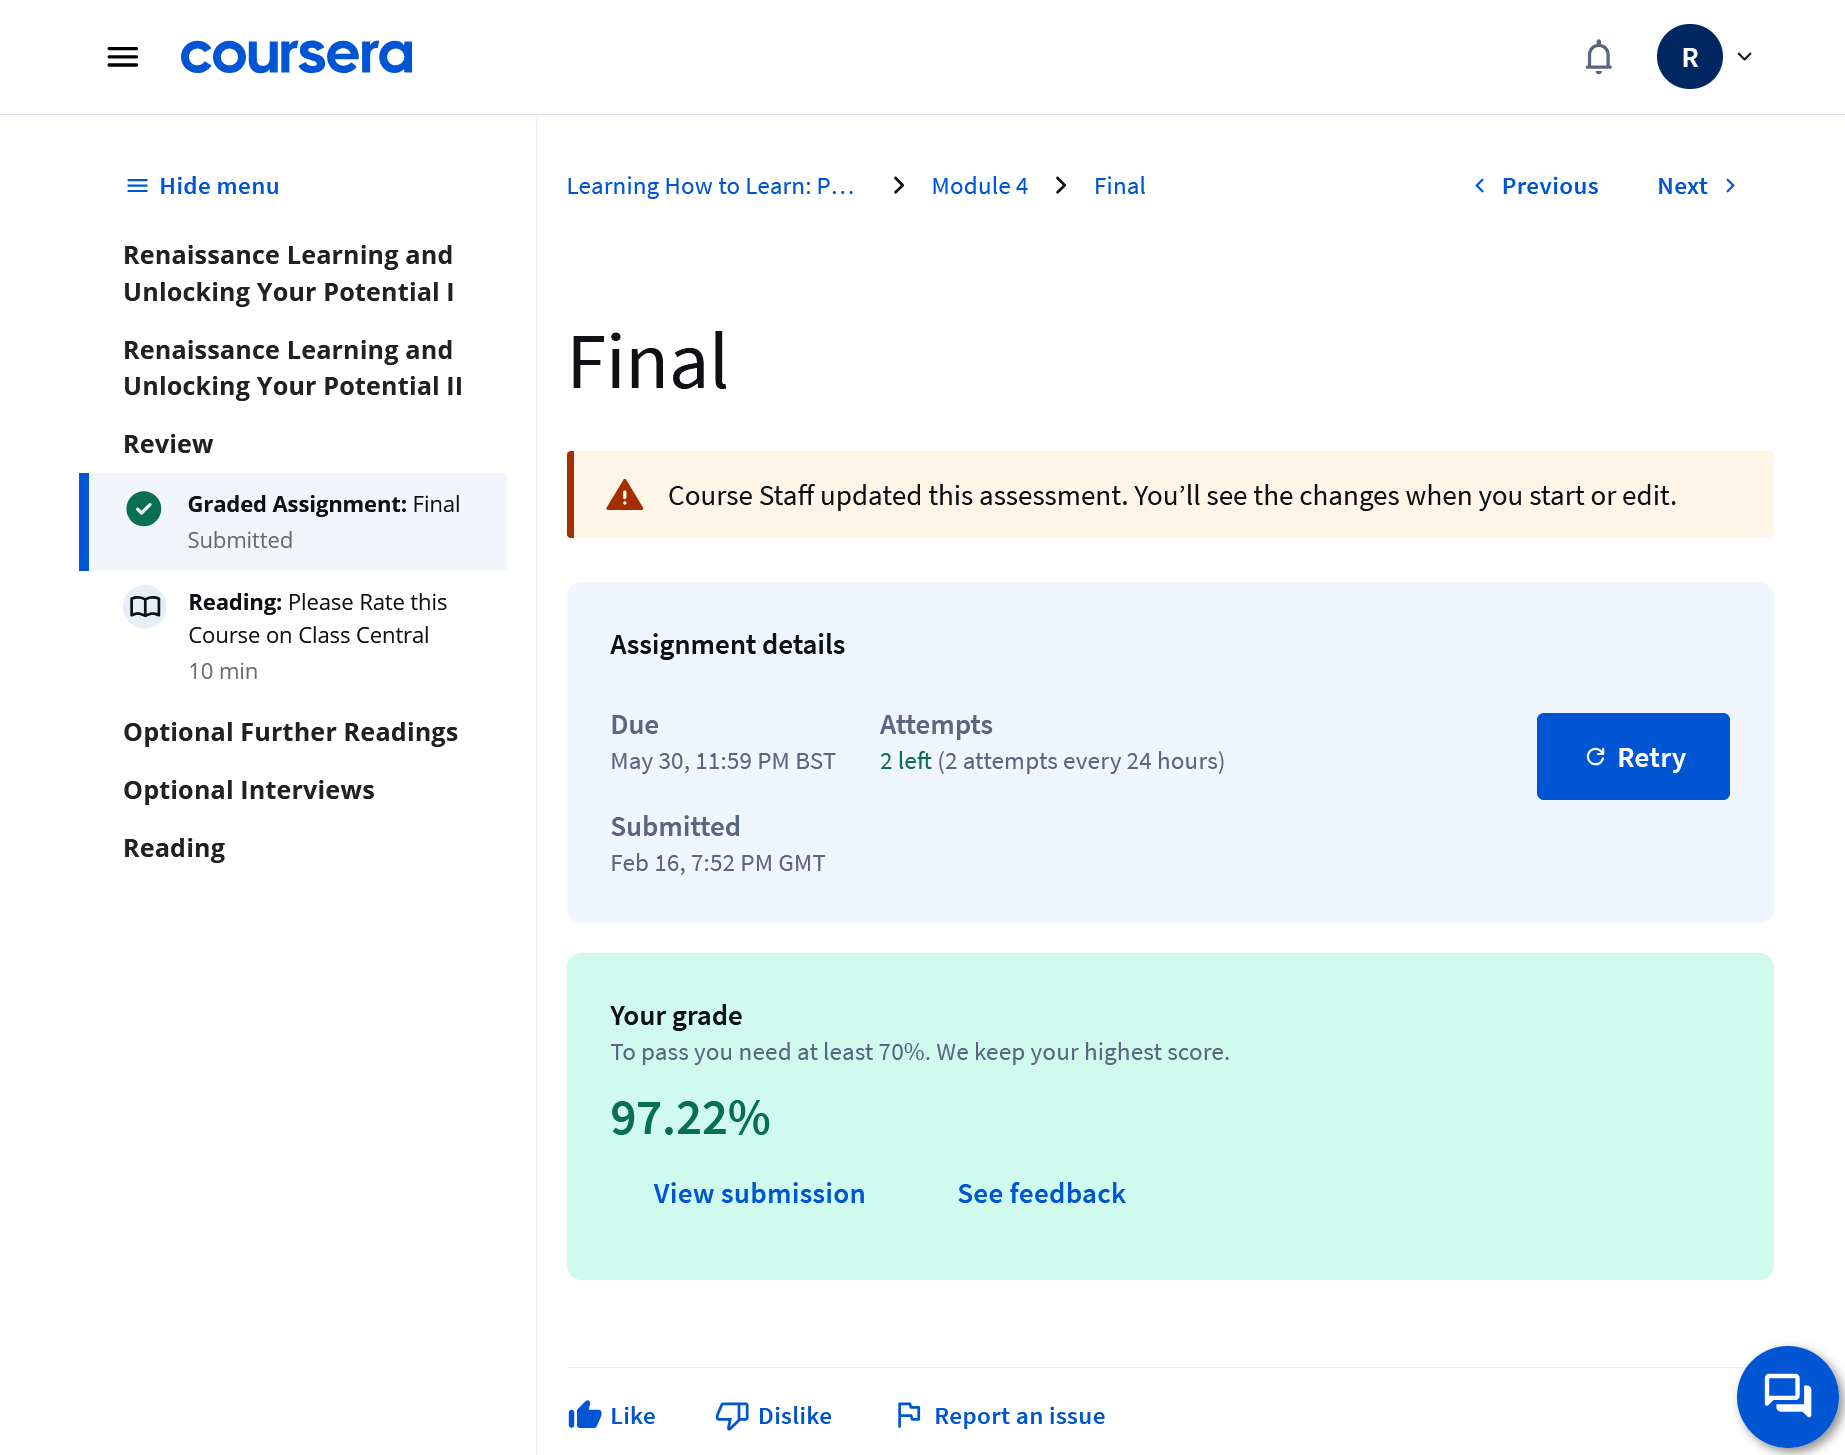 coursera
R
Hide menu
Renaissance Learning and
Unlocking Your Potential I
Renaissance Learning and
Unlocking Your Potential II
Review
Graded Assignment: Final
Submitted
Reading: Please Rate this
Course on Class Central
10 min
Optional Further Readings
Optional Interviews
Reading
Learning How to Learn: P... Module 4 Final
Previous Next
Final
Course Staff updated this assessment. You’ll see the changes when you start or edit.
Assignment details
Due Attempts
May 30, 11:59 PM BST 2 left (2 attempts every 24 hours)
Retry
Submitted
Feb 16, 7:52 PM GMT
Your grade
To pass you need at least 70%. We keep your highest score.
97.22%
View submission See feedback
Like Dislike Report an issue